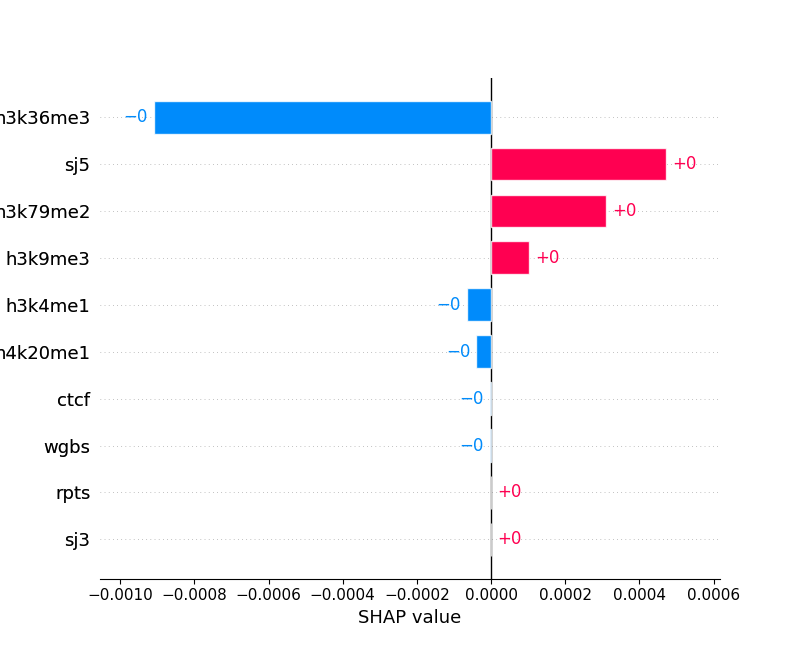 h3k36me3 −0
sj5 +0
h3k79me2 +0
h3k9me3 +0
h3k4me1 −0
h4k20me1 −0
ctcf −0
wgbs −0
rpts +0
sj3 +0
−0.0010 −0.0008 −0.0006 −0.0004 −0.0002 0.0000 0.0002 0.0004 0.0006
SHAP value